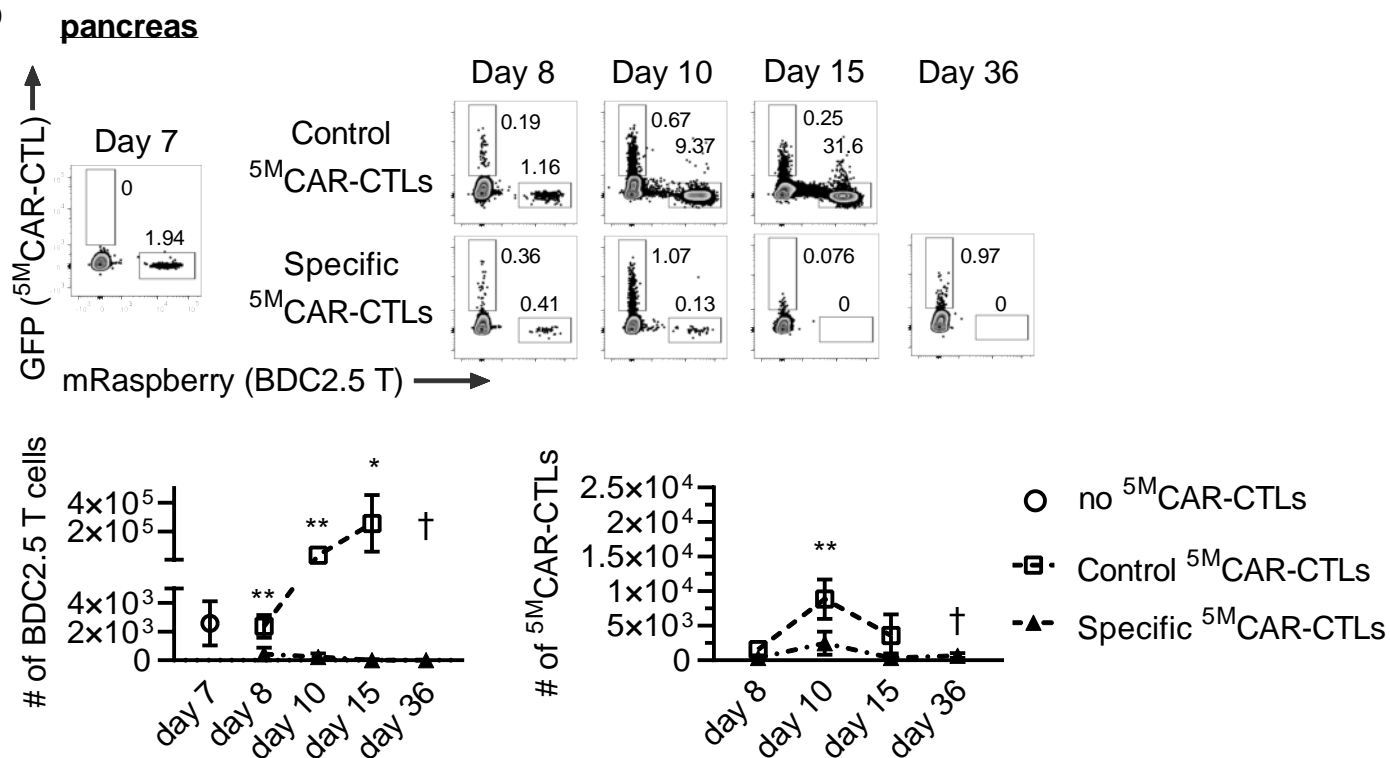 pancreas
Day 8 Day 10 Day 15 Day 36
Day 7
GFP (5MCAR-CTL)
Control
5MCAR-CTLs
0.19
1.16
0.67
9.37
0.25
31.6
0
1.94
Specific
5MCAR-CTLs
0.36
0.41
1.07
0.13
0.076
0
0.97
0
mRaspberry (BDC2.5 T)
# of BDC2.5 T cells
4×10⁵
2×10⁵
4×10³
2×10³
0
**
**
*
†
day 7
day 8
day 10
day 15
day 36
# of 5MCAR-CTLs
2.5×10⁴
2×10⁴
1.5×10⁴
1×10⁴
5×10³
0
**
†
day 8
day 10
day 15
day 36
no 5MCAR-CTLs
Control 5MCAR-CTLs
Specific 5MCAR-CTLs